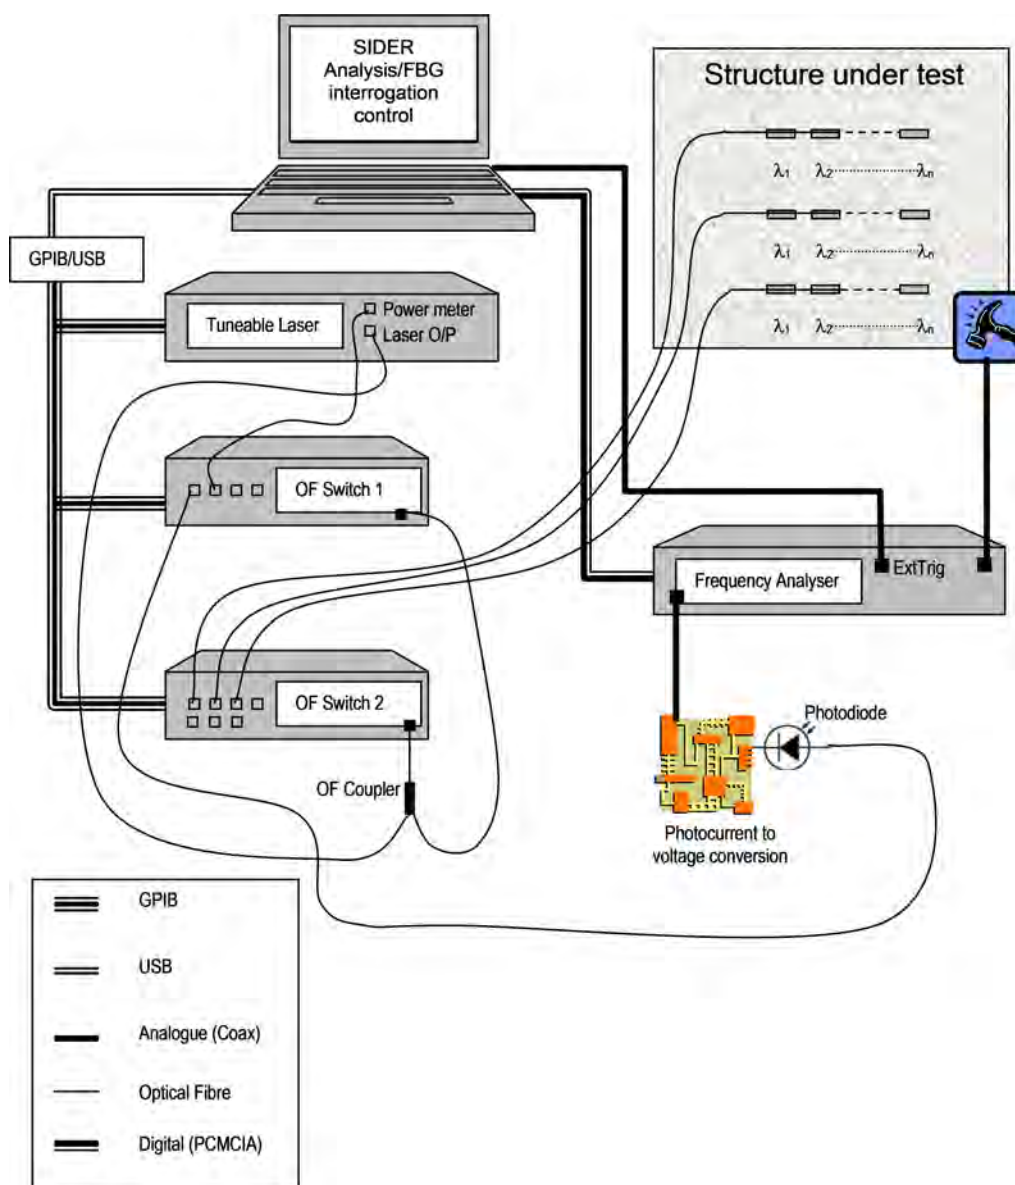 SIDER
Analysis/FBG
interrogation
control
Structure under test
λ1 λ2 λn
λ1 λ2 λn
λ1 λ2 λn
GPIB/USB
Tuneable Laser
Power meter
Laser O/P
OF Switch 1
Frequency Analyser
ExtTrig
OF Switch 2
Photodiode
OF Coupler
Photocurrent to
voltage conversion
GPIB
USB
Analogue (Coax)
Optical Fibre
Digital (PCMCIA)